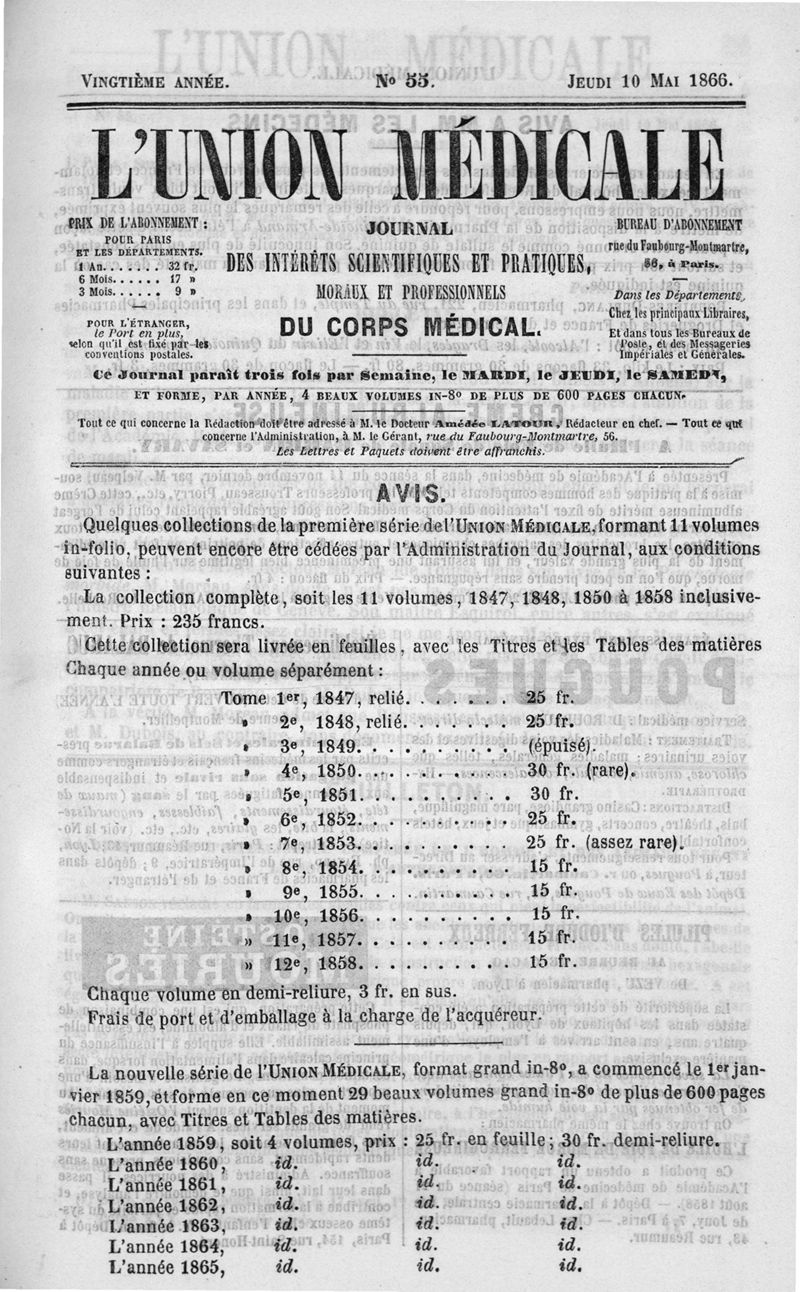 VINGTIÈME ANNÉE. No 55. JEUDI 10 MAI 1866.
L'UNION MÉDICALE
PRIX DE L'ABONNEMENT :
POUR PARIS
ET LES DÉPARTEMENTS.
1 An....... 32 fr.
6 Mois...... 17 »
3 Mois...... 9 »
POUR L'ÉTRANGER,
le Port en plus,
selon qu'il est fixé par les
conventions postales.
JOURNAL
DES INTÉRÊTS SCIENTIFIQUES ET PRATIQUES,
MORAUX ET PROFESSIONNELS
DU CORPS MÉDICAL.
BUREAU D'ABONNEMENT
rue du Faubourg-Montmartre,
56, à Paris.
Dans les Départements,
Chez les principaux Libraires,
Et dans tous les Bureaux de
Poste, et des Messageries
Impériales et Générales.
Ce Journal paraît trois fois par Semaine, le MARDI, le JEUDI, le SAMEDI,
ET FORME, PAR ANNÉE, 4 BEAUX VOLUMES IN-8o DE PLUS DE 600 PAGES CHACUN.
Tout ce qui concerne la Rédaction doit être adressé à M. le Docteur Amédée LATOUR, Rédacteur en chef. — Tout ce qui
concerne l'Administration, à M. le Gérant, rue du Faubourg-Montmartre, 56.
Les Lettres et Paquets doivent être affranchis.
AVIS.
Quelques collections de la première série de l'UNION MÉDICALE, formant 11 volumes
in-folio, peuvent encore être cédées par l'Administration du Journal, aux conditions
suivantes :
La collection complète, soit les 11 volumes, 1847, 1848, 1850 à 1858 inclusive-
ment. Prix : 235 francs.
Cette collection sera livrée en feuilles, avec les Titres et les Tables des matières
Chaque année ou volume séparément :
Tome 1er, 1847, relié. . . . . . . 25 fr.
» 2e, 1848, relié. . . . . . . 25 fr.
» 3e, 1849. . . . . . . . . . (épuisé).
» 4e, 1850. . . . . . . . . . 30 fr. (rare).
» 5e, 1851. . . . . . . . . . 30 fr.
» 6e, 1852. . . . . . . . . . 25 fr.
» 7e, 1853. . . . . . . . . . 25 fr. (assez rare).
» 8e, 1854. . . . . . . . . . 15 fr.
» 9e, 1855. . . . . . . . . . 15 fr.
» 10e, 1856. . . . . . . . . . 15 fr.
» 11e, 1857. . . . . . . . . . 15 fr.
» 12e, 1858. . . . . . . . . . 15 fr.
Chaque volume en demi-reliure, 3 fr. en sus.
Frais de port et d'emballage à la charge de l'acquéreur.
La nouvelle série de l'UNION MÉDICALE, format grand in-8o, a commencé le 1er jan-
vier 1859, et forme en ce moment 29 beaux volumes grand in-8o de plus de 600 pages
chacun, avec Titres et Tables des matières.
L'année 1859, soit 4 volumes, prix : 25 fr. en feuille ; 30 fr. demi-reliure.
L'année 1860, id. id. id.
L'année 1861, id. id. id.
L'année 1862, id. id. id.
L'année 1863, id. id. id.
L'année 1864, id. id. id.
L'année 1865, id. id. id.